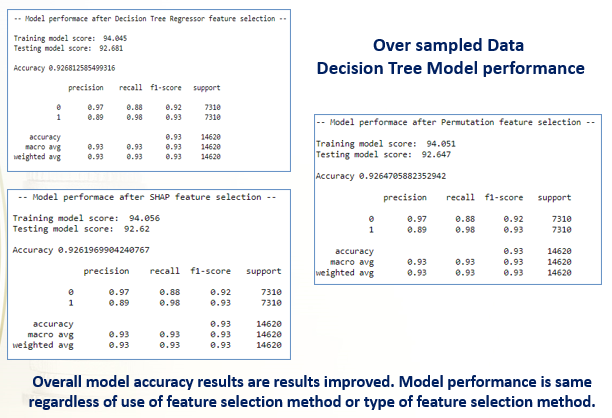 -- Model performace after Decision Tree Regressor feature selection --
Training model score: 94.045
Testing model score: 92.681
Accuracy 0.926812585499316
precision recall f1-score support
0 0.97 0.88 0.92 7310
1 0.89 0.98 0.93 7310
accuracy 0.93 14620
macro avg 0.93 0.93 0.93 14620
weighted avg 0.93 0.93 0.93 14620
Over sampled Data
Decision Tree Model performance
-- Model performace after Permutation feature selection --
Training model score: 94.051
Testing model score: 92.647
Accuracy 0.9264705882352942
precision recall f1-score support
0 0.97 0.88 0.92 7310
1 0.89 0.98 0.93 7310
accuracy 0.93 14620
macro avg 0.93 0.93 0.93 14620
weighted avg 0.93 0.93 0.93 14620
-- Model performace after SHAP feature selection --
Training model score: 94.056
Testing model score: 92.62
Accuracy 0.9261969904240767
precision recall f1-score support
0 0.97 0.88 0.92 7310
1 0.89 0.98 0.93 7310
accuracy 0.93 14620
macro avg 0.93 0.93 0.93 14620
weighted avg 0.93 0.93 0.93 14620
Overall model accuracy results are results improved. Model performance is same
regardless of use of feature selection method or type of feature selection method.